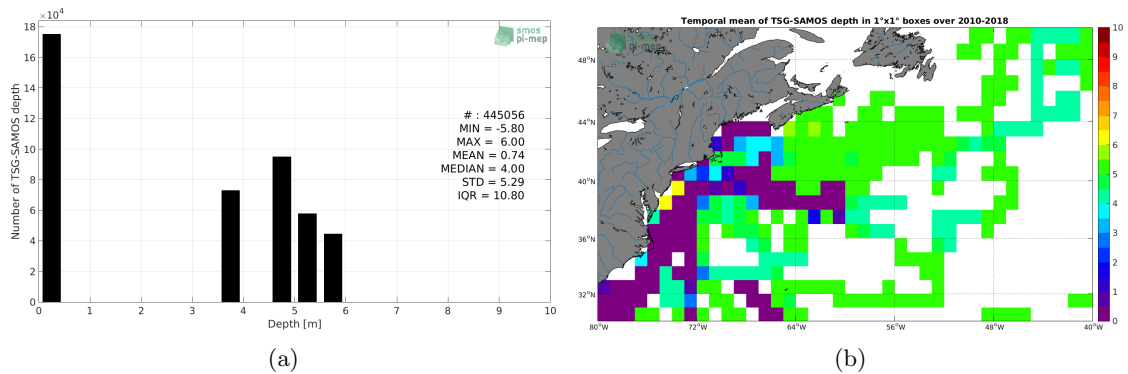 ×10⁴
18
16
14
12
10
8
6
4
2
0
Number of TSG-SAMOS depth
0 1 2 3 4 5 6 7 8 9 10
Depth [m]
smos
pi-mep
# : 445056
MIN = -5.80
MAX = 6.00
MEAN = 0.74
MEDIAN = 4.00
STD = 5.29
IQR = 10.80
(a)
Temporal mean of TSG-SAMOS depth in 1°x1° boxes over 2010-2018
smos
pi-mep
48°N
44°N
40°N
36°N
32°N
80°W 72°W 64°W 56°W 48°W 40°W
10
9
8
7
6
5
4
3
2
1
0
(b)